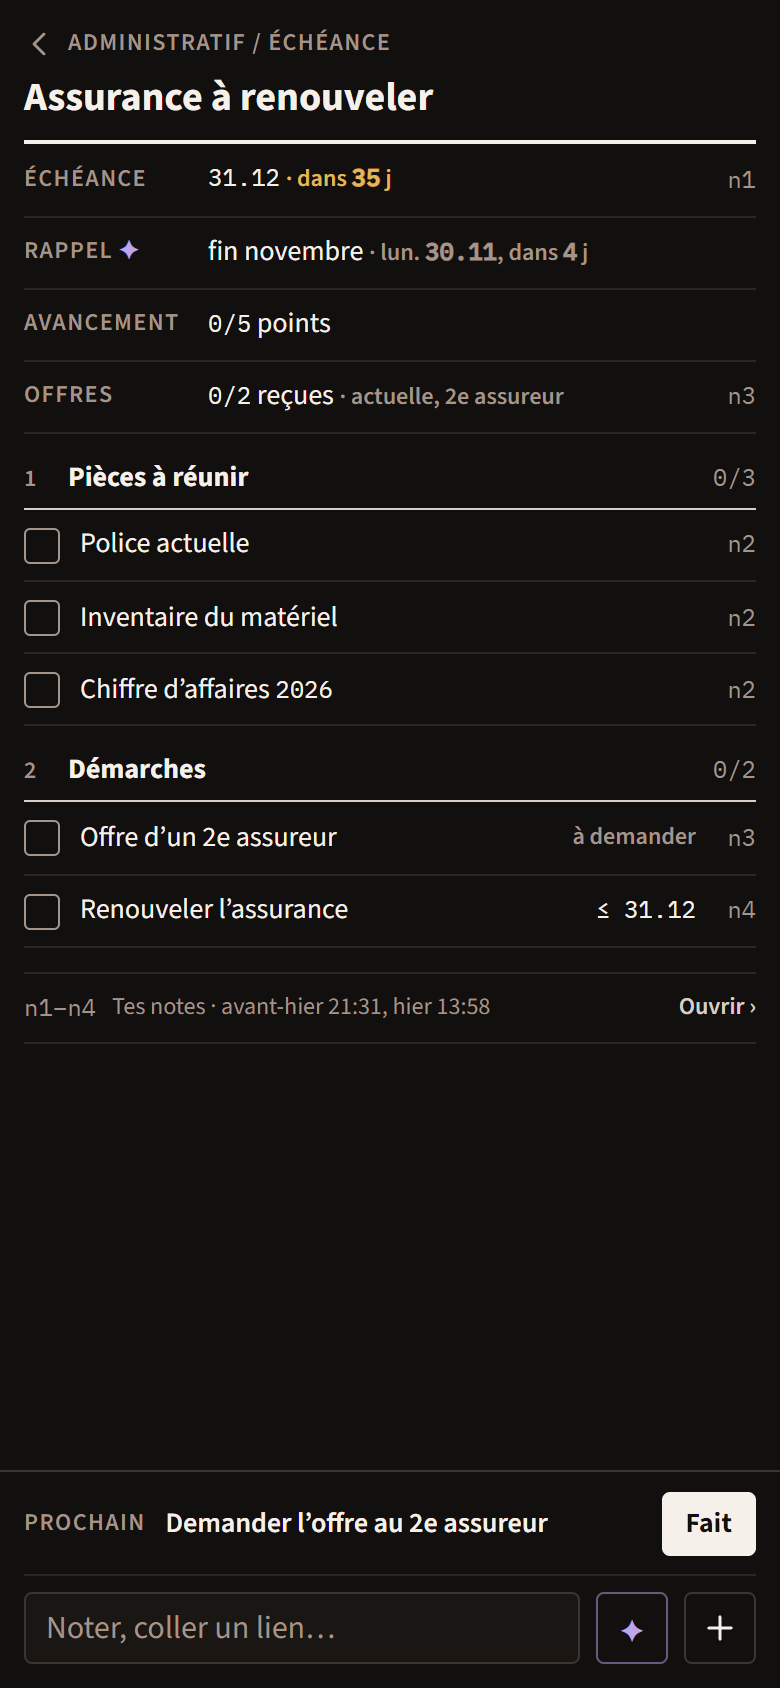 ADMINISTRATIF / ÉCHÉANCE
Assurance à renouveler
ÉCHÉANCE 31.12 · dans 35 j n1
RAPPEL fin novembre · lun. 30.11, dans 4 j
AVANCEMENT 0/5 points
OFFRES 0/2 reçues · actuelle, 2e assureur n3
1 Pièces à réunir 0/3
Police actuelle n2
Inventaire du matériel n2
Chiffre d’affaires 2026 n2
2 Démarches 0/2
Offre d’un 2e assureur à demander n3
Renouveler l’assurance ≤ 31.12 n4
n1–n4 Tes notes · avant-hier 21:31, hier 13:58 Ouvrir ›
PROCHAIN Demander l’offre au 2e assureur Fait
Noter, coller un lien…